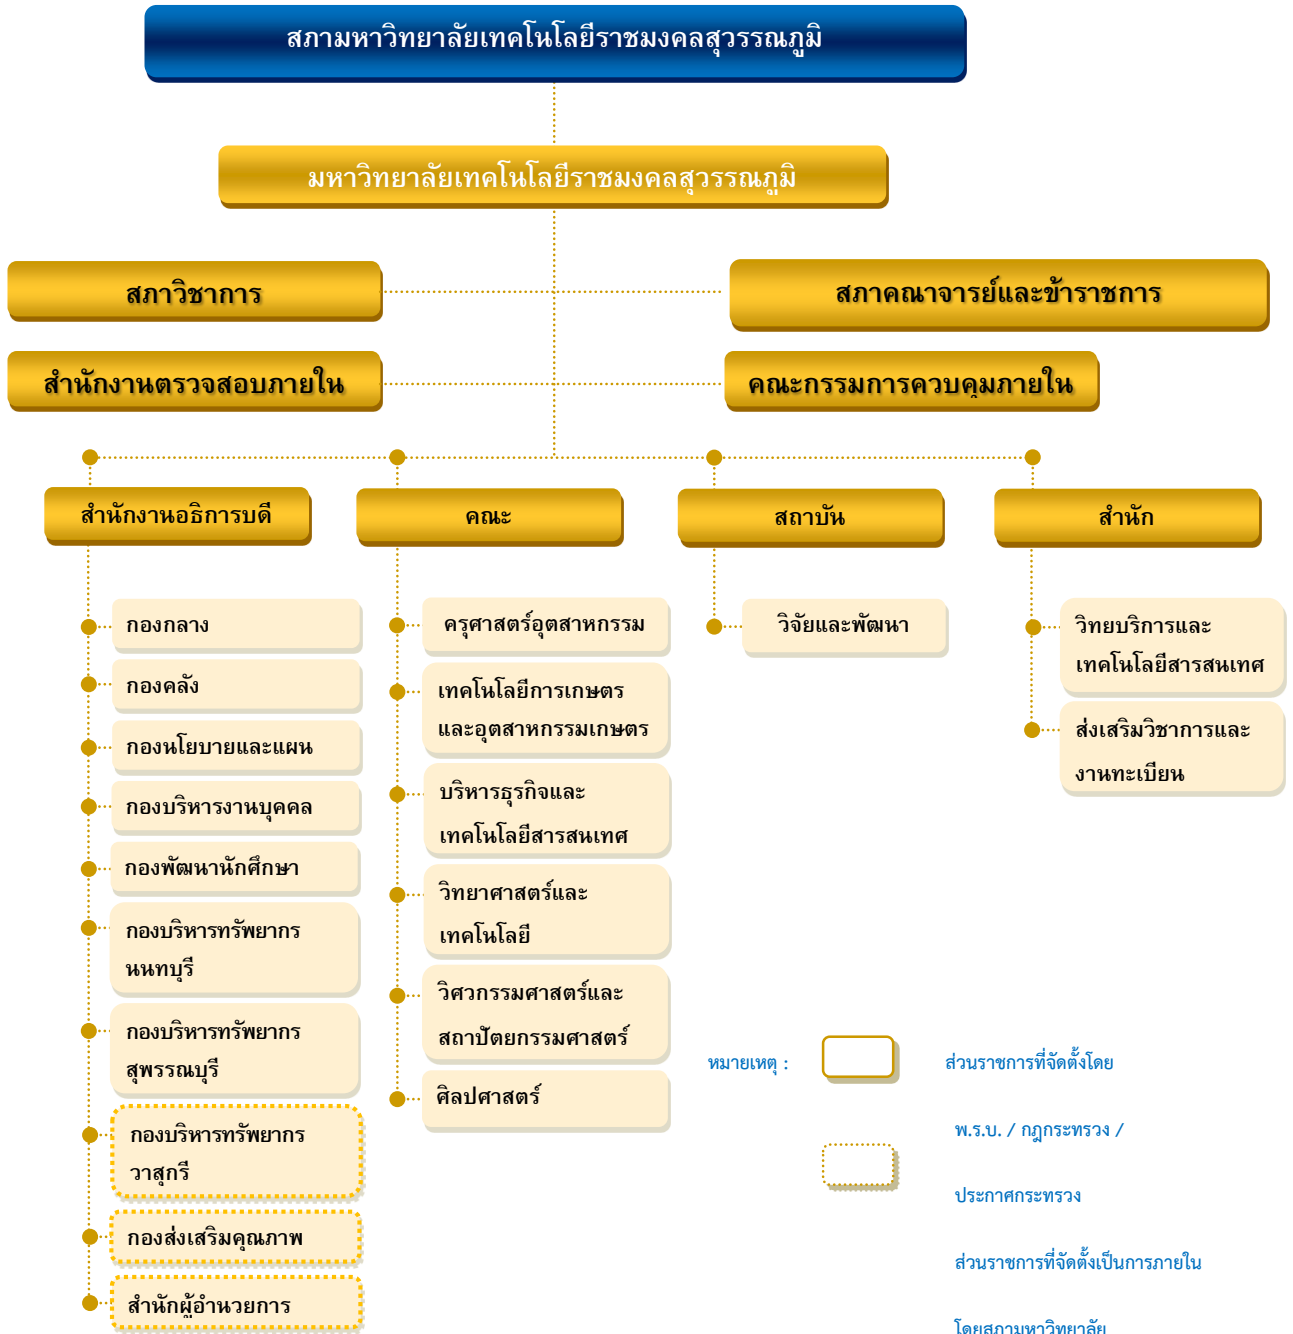 สภามหาวิทยาลัยเทคโนโลยีราชมงคลสุวรรณภูมิ
มหาวิทยาลัยเทคโนโลยีราชมงคลสุวรรณภูมิ
สภาวิชาการ
สภาคณาจารย์และข้าราชการ
สำนักงานตรวจสอบภายใน
คณะกรรมการควบคุมภายใน
สำนักงานอธิการบดี
กองกลาง
กองคลัง
กองนโยบายและแผน
กองบริหารงานบุคคล
กองพัฒนานักศึกษา
กองบริหารทรัพยากร
นนทบุรี
กองบริหารทรัพยากร
สุพรรณบุรี
กองบริหารทรัพยากร
วาสุกรี
กองส่งเสริมคุณภาพ
สำนักผู้อำนวยการ
คณะ
ครุศาสตร์อุตสาหกรรม
เทคโนโลยีการเกษตร
และอุตสาหกรรมเกษตร
บริหารธุรกิจและ
เทคโนโลยีสารสนเทศ
วิทยาศาสตร์และ
เทคโนโลยี
วิศวกรรมศาสตร์และ
สถาปัตยกรรมศาสตร์
ศิลปศาสตร์
สถาบัน
วิจัยและพัฒนา
สำนัก
วิทยบริการและ
เทคโนโลยีสารสนเทศ
ส่งเสริมวิชาการและ
งานทะเบียน
หมายเหตุ :
ส่วนราชการที่จัดตั้งโดย
พ.ร.บ. / กฎกระทรวง /
ประกาศกระทรวง
ส่วนราชการที่จัดตั้งเป็นการภายใน
โดยสภามหาวิทยาลัย